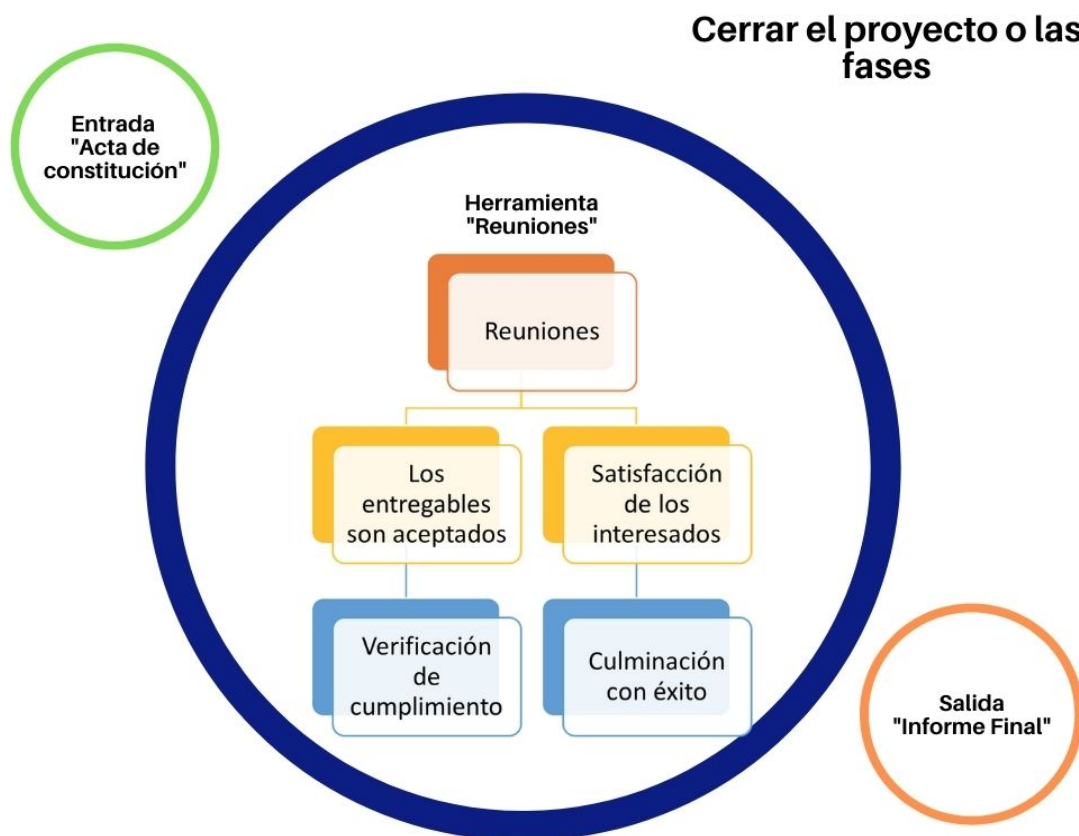 Cerrar el proyecto o las
fases
Entrada
"Acta de
constitución"
Herramienta
"Reuniones"
Reuniones
Los
entregables
son aceptados
Satisfacción
de los
interesados
Verificación
de
cumplimiento
Culminación
con éxito
Salida
"Informe Final"